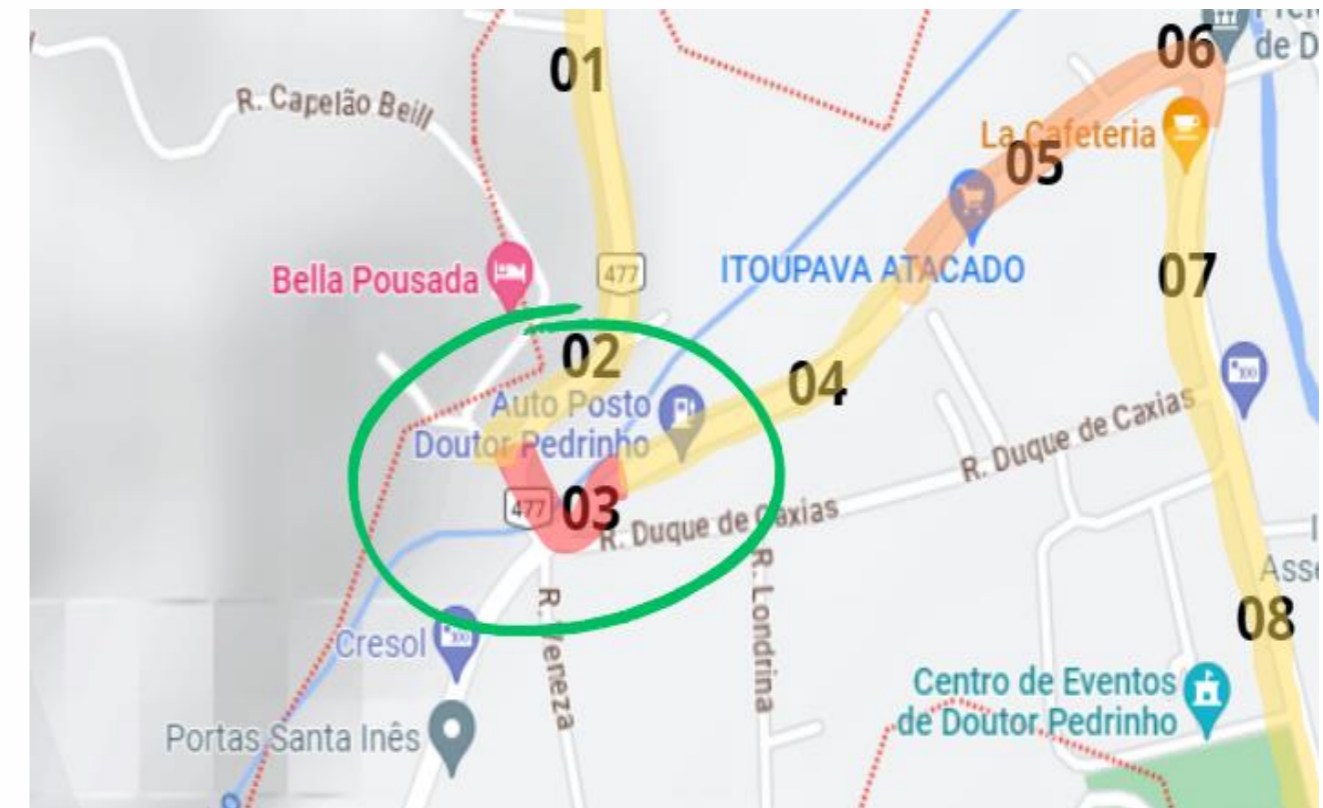 01
06
de D
R. Capelão Beill
La Cafeteria
05
Bella Pousada
477
ITOUPAVA ATACADO
07
02
04
Auto Posto
Doutor Pedrinho
R. Duque de Caxias
477
03
R. Duque de Caxias
R. Veneza
R. Londrina
Cresol
08
Centro de Eventos
de Doutor Pedrinho
Portas Santa Inês